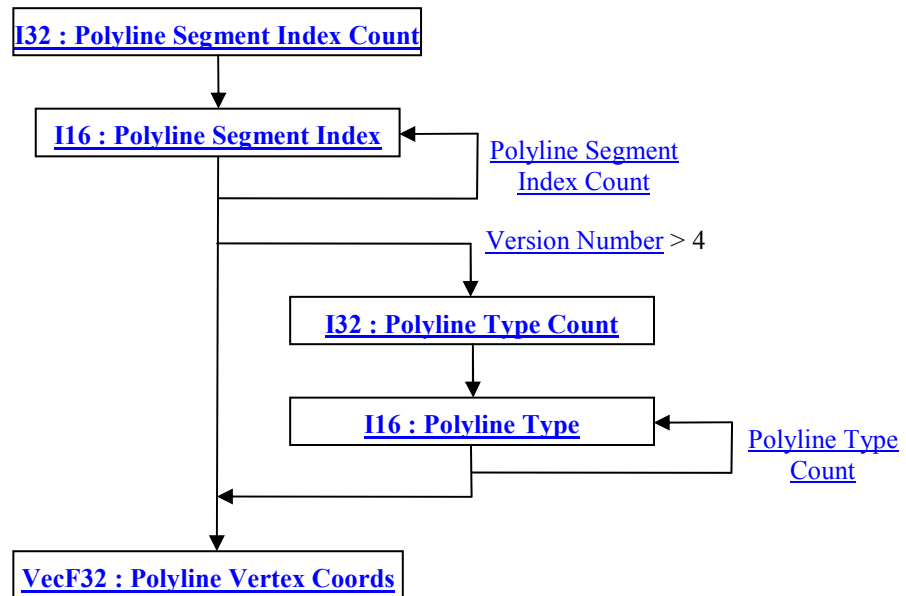 I32 : Polyline Segment Index Count
I16 : Polyline Segment Index
Polyline Segment
Index Count
Version Number > 4
I32 : Polyline Type Count
I16 : Polyline Type
Polyline Type
Count
VecF32 : Polyline Vertex Coords